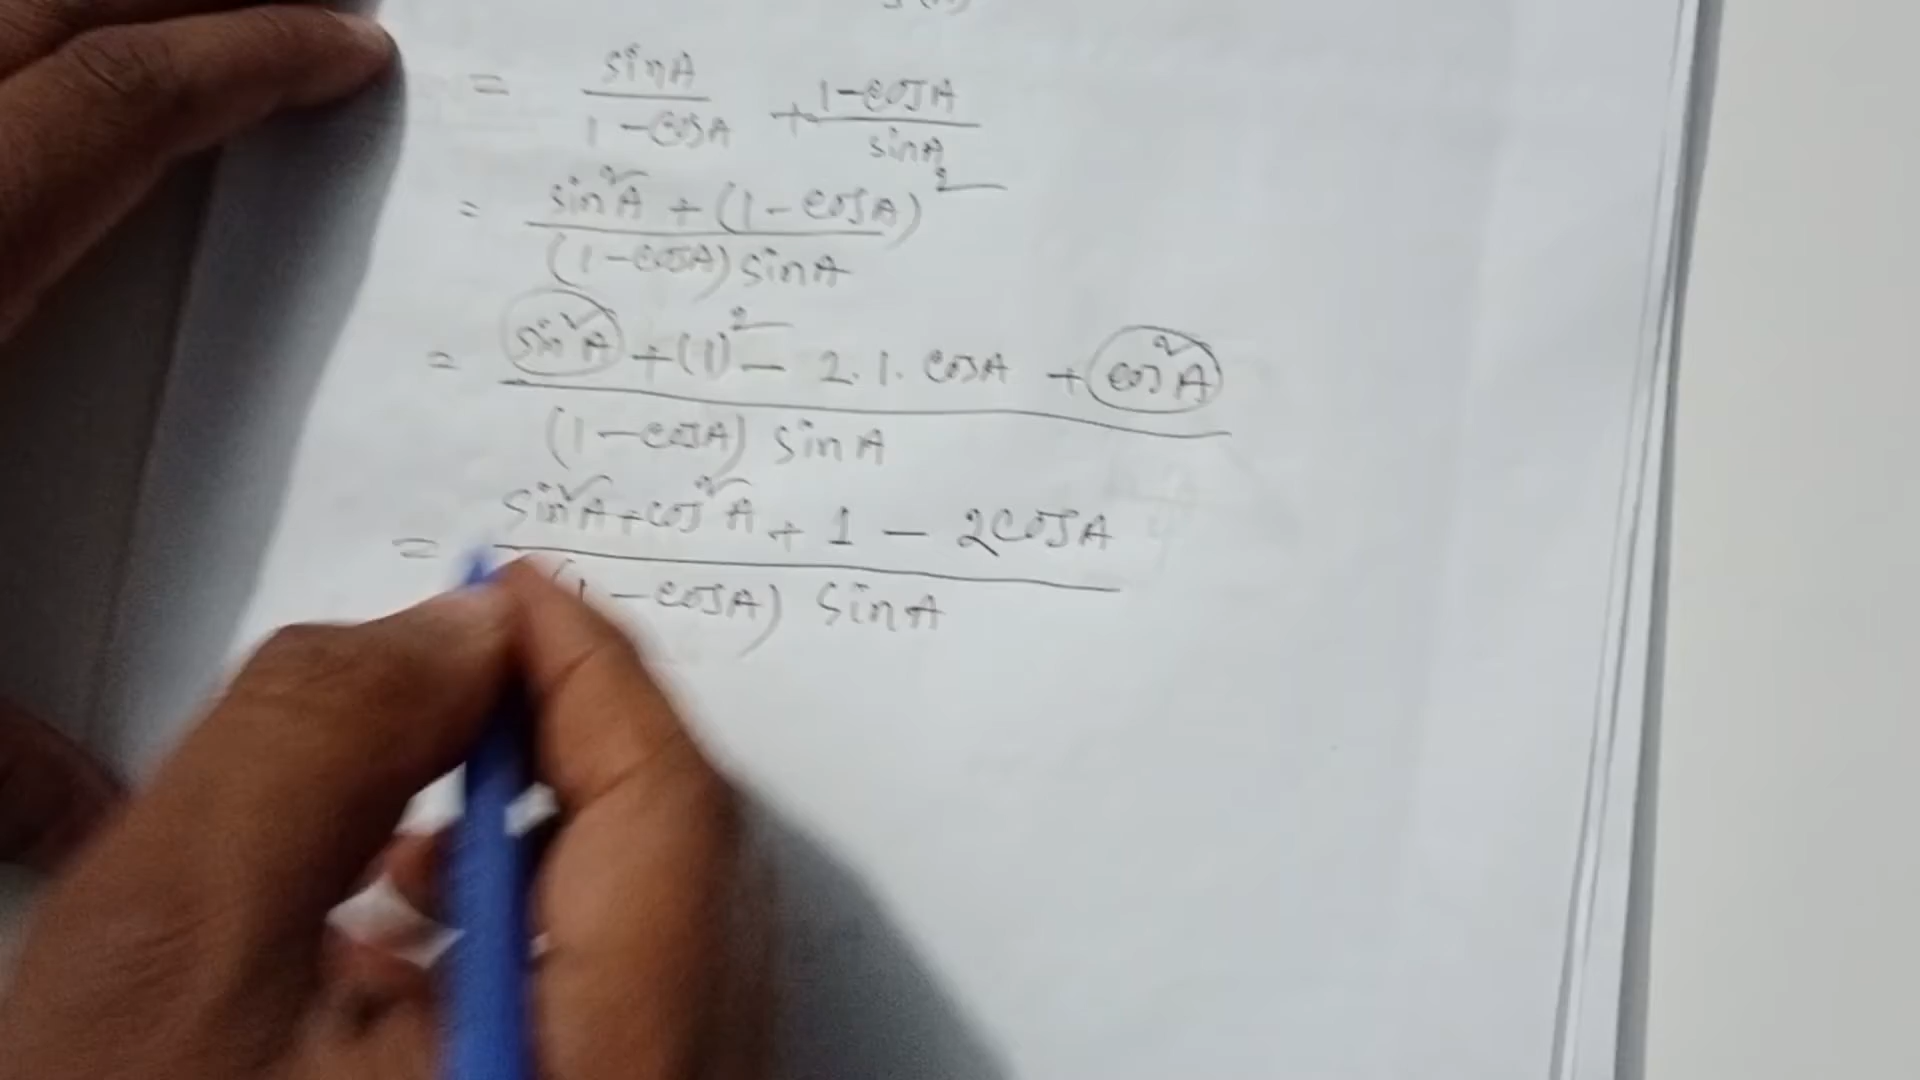 = sinA / 1-cosA + 1-cosA / sinA
= sin²A + (1-cosA)² / (1-cosA) sinA
= sin²A + (1)² - 2.1. cosA + cos²A / (1-cosA) sinA
= sin²A + cos²A + 1 - 2cosA / (1-cosA) sinA